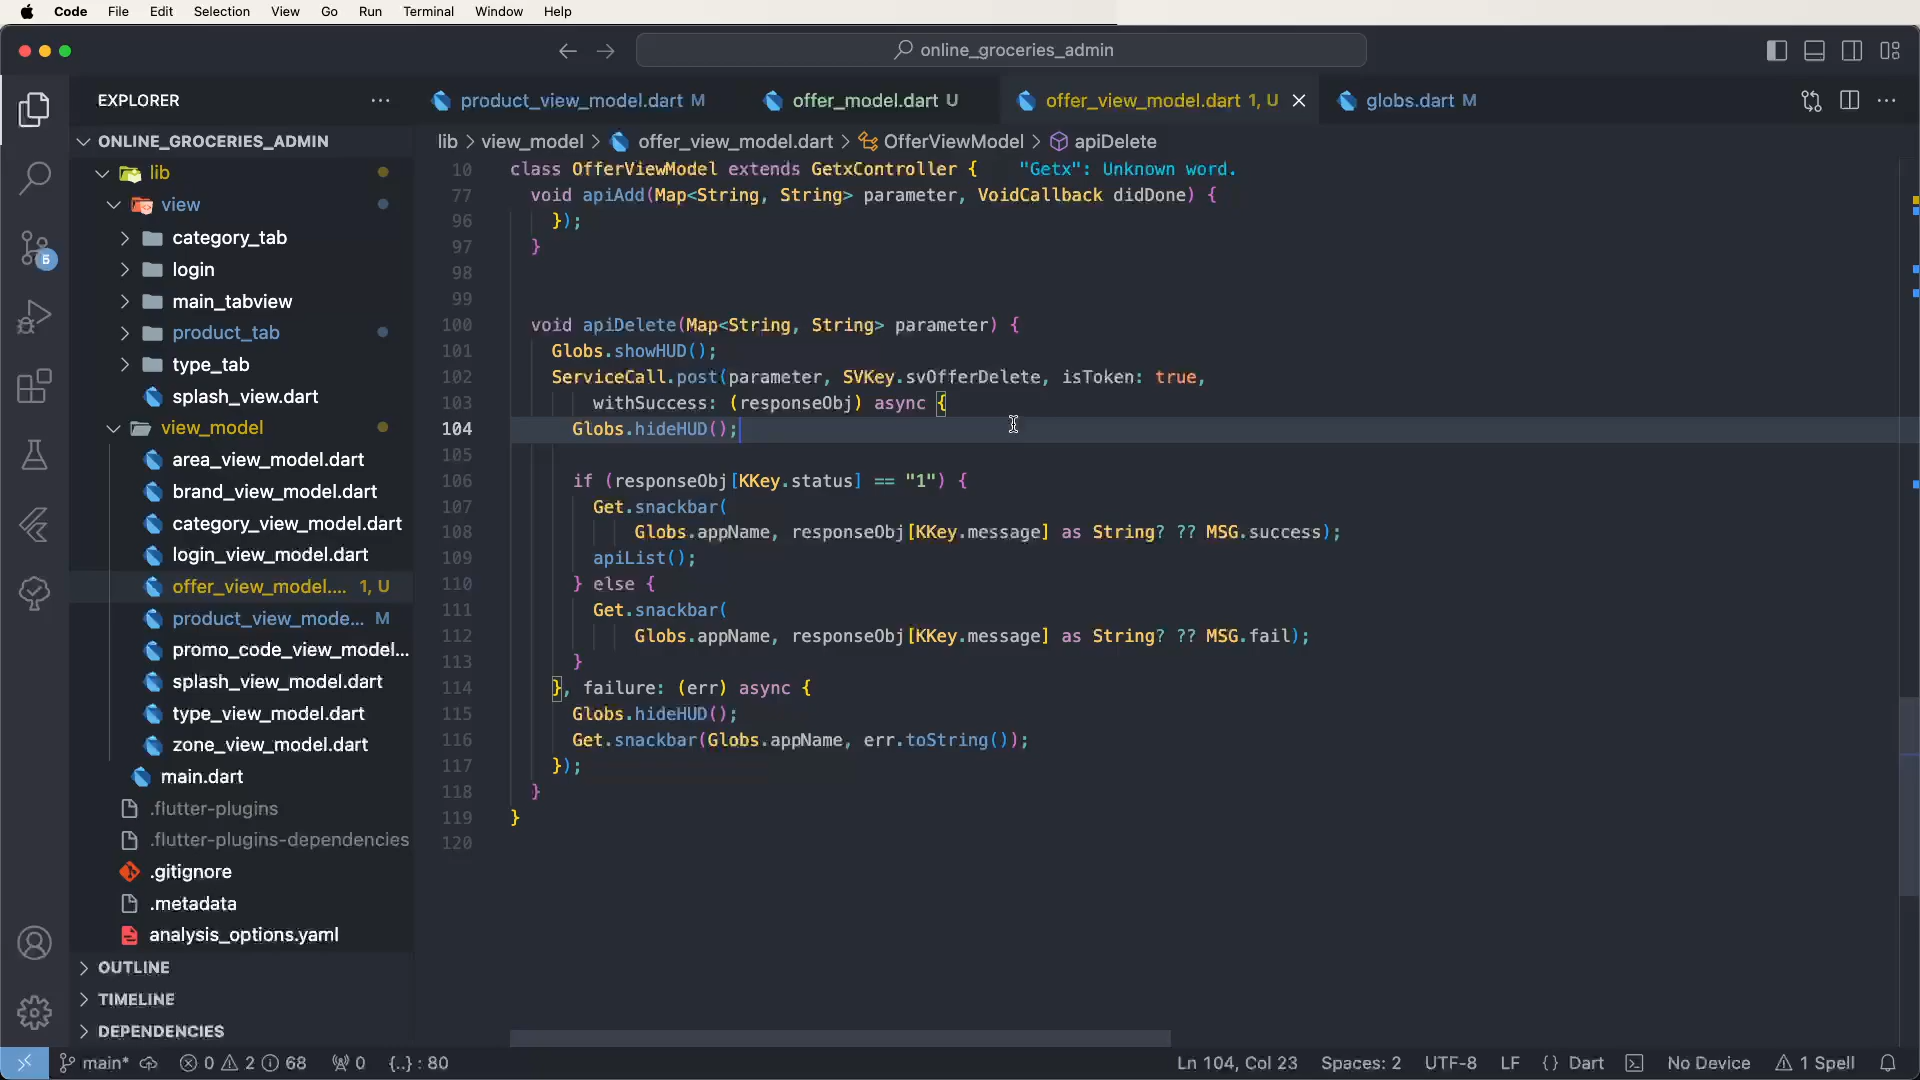 Code File Edit Selection View Go Run Terminal Window Help
online_groceries_admin
EXPLORER
product_view_model.dart M offer_model.dart U offer_view_model.dart 1, U globs.dart M
ONLINE_GROCERIES_ADMIN
lib > view_model > offer_view_model.dart > OfferViewModel > apiDelete
lib
view
category_tab
login
main_tabview
product_tab
type_tab
splash_view.dart
view_model
area_view_model.dart
brand_view_model.dart
category_view_model.dart
login_view_model.dart
offer_view_model.... 1, U
product_view_mode... M
promo_code_view_model...
splash_view_model.dart
type_view_model.dart
zone_view_model.dart
main.dart
.flutter-plugins
.flutter-plugins-dependencies
.gitignore
.metadata
analysis_options.yaml
OUTLINE
TIMELINE
DEPENDENCIES
5
10 class OfferViewModel extends GetxController { "Getx": Unknown word.
77 void apiAdd(Map<String, String> parameter, VoidCallback didDone) {
96 });
97 }
98
99
100 void apiDelete(Map<String, String> parameter) {
101 Globs.showHUD();
102 ServiceCall.post(parameter, SVKey.svOfferDelete, isToken: true,
103 withSuccess: (responseObj) async {
104 Globs.hideHUD();
105
106 if (responseObj[KKey.status] == "1") {
107 Get.snackbar(
108 Globs.appName, responseObj[KKey.message] as String? ?? MSG.success);
109 apiList();
110 } else {
111 Get.snackbar(
112 Globs.appName, responseObj[KKey.message] as String? ?? MSG.fail);
113 }
114 }, failure: (err) async {
115 Globs.hideHUD();
116 Get.snackbar(Globs.appName, err.toString());
117 });
118 }
119 }
120
main* 0 2 68 0 {..} : 80 Ln 104, Col 23 Spaces: 2 UTF-8 LF {} Dart No Device 1 Spell